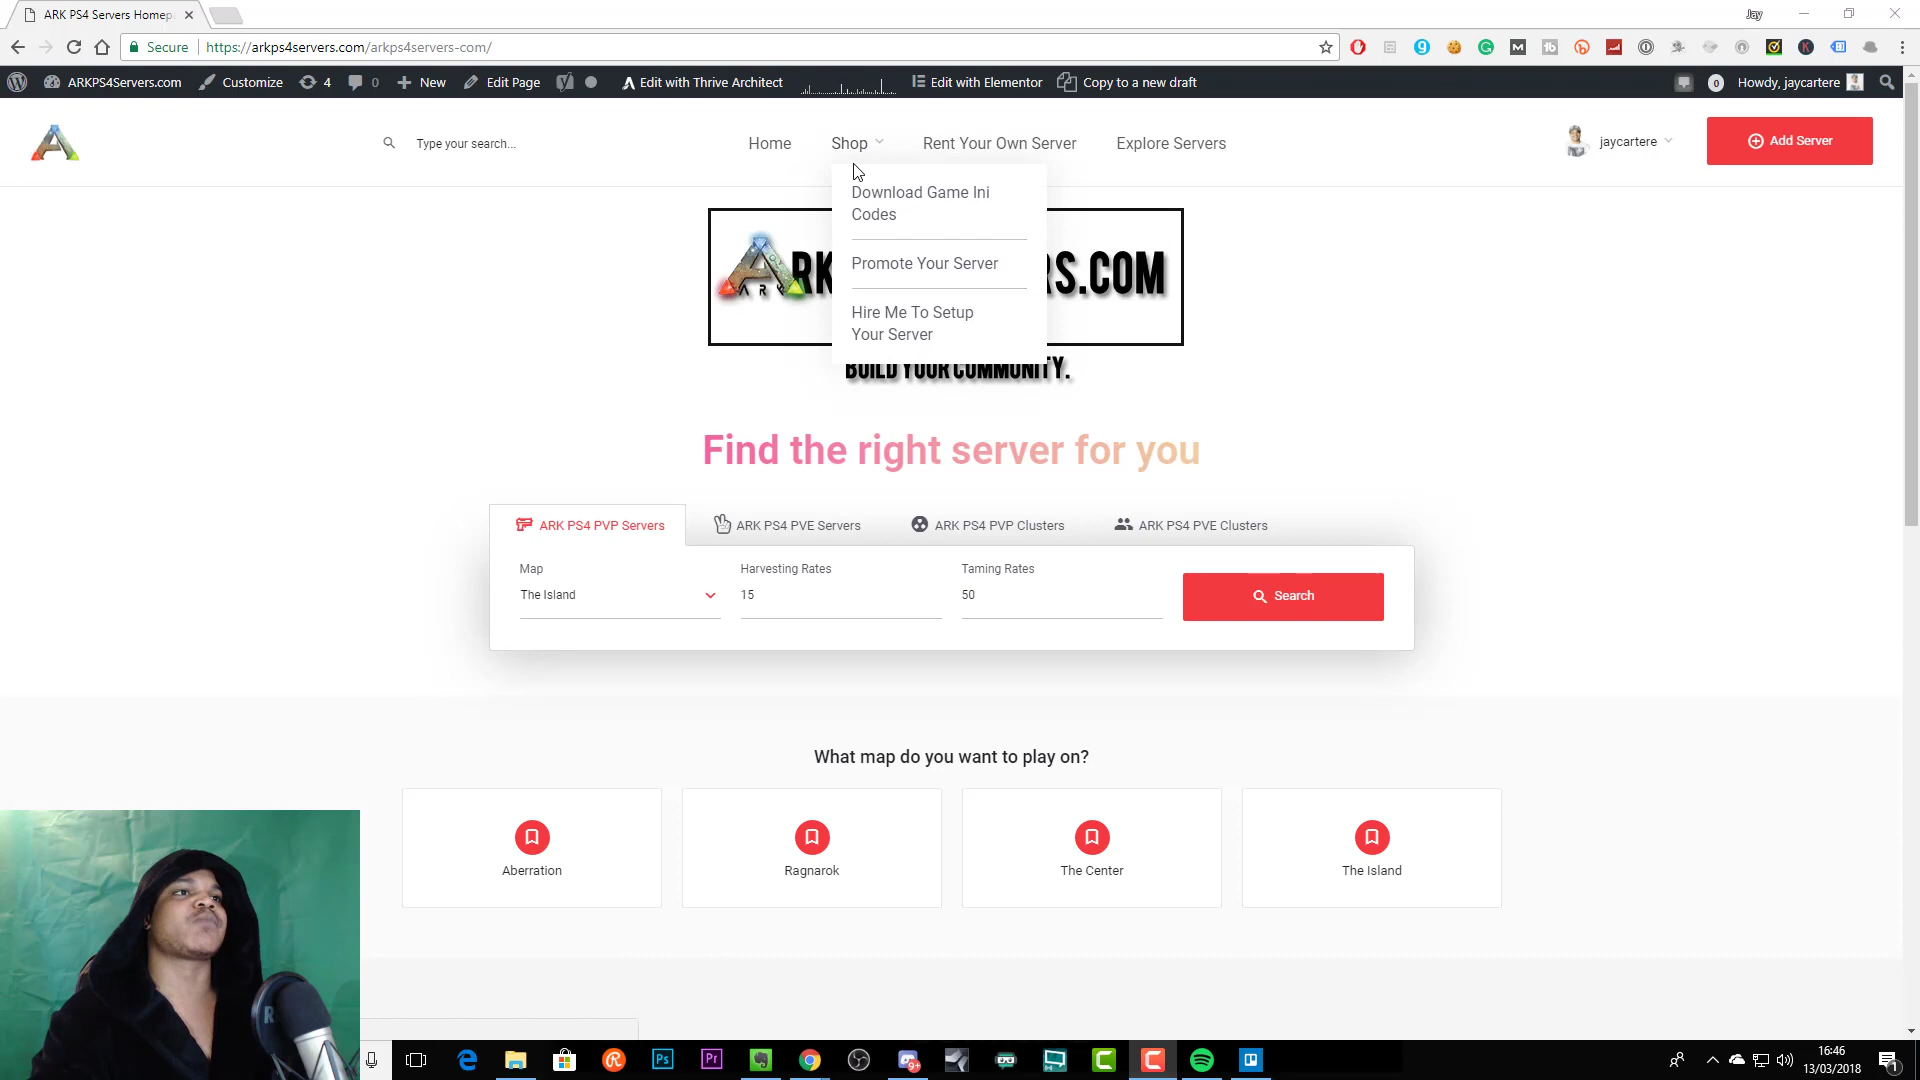 ARK PS4 Servers Homep
Jay
Secure https://arkps4servers.com/arkps4servers-com/
ARKPS4Servers.com Customize 4 0 New Edit Page Edit with Thrive Architect Edit with Elementor Copy to a new draft 0 Howdy, jaycartere
Type your search...
Home Shop Rent Your Own Server Explore Servers
jaycartere
Add Server
Download Game Ini
Codes
Promote Your Server
Hire Me To Setup
Your Server
ARK RS.COM
ARK
BUILD YOUR COMMUNITY.
Find the right server for you
ARK PS4 PVP Servers ARK PS4 PVE Servers ARK PS4 PVP Clusters ARK PS4 PVE Clusters
Map Harvesting Rates Taming Rates
The Island 15 50 Search
What map do you want to play on?
Aberration Ragnarok The Center The Island
16:46
13/03/2018